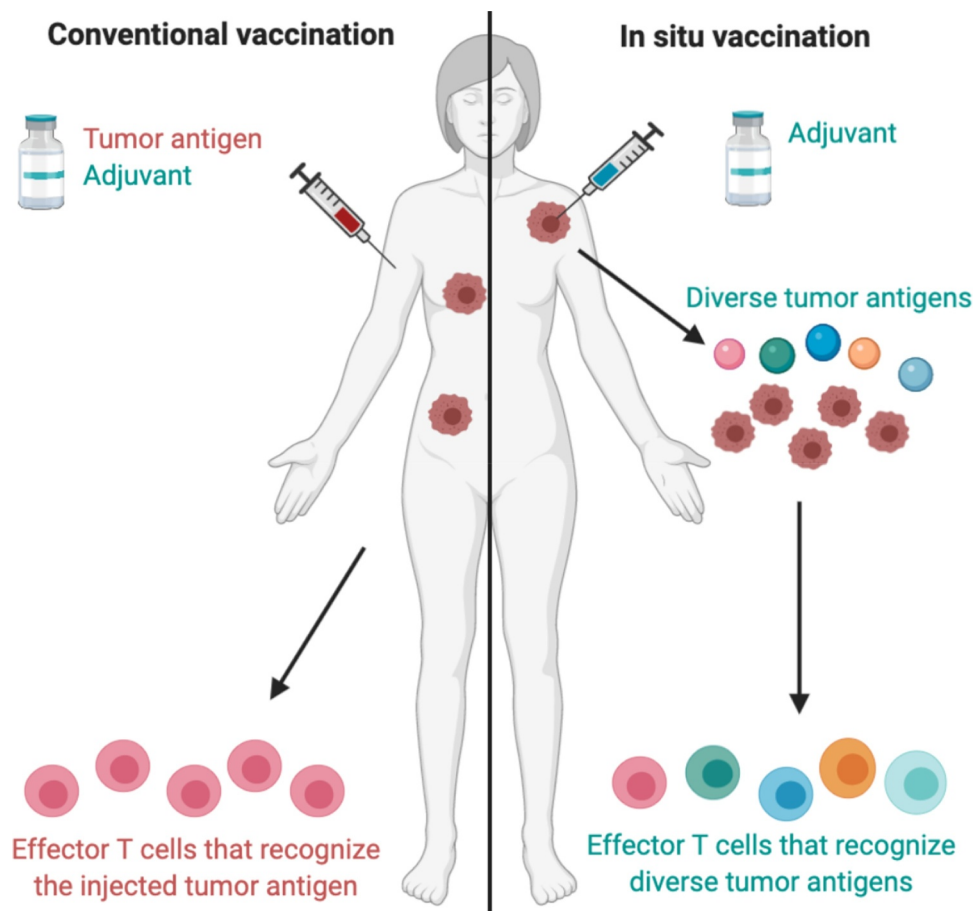 Conventional vaccination
Tumor antigen
Adjuvant
Effector T cells that recognize
the injected tumor antigen
In situ vaccination
Adjuvant
Diverse tumor antigens
Effector T cells that recognize
diverse tumor antigens